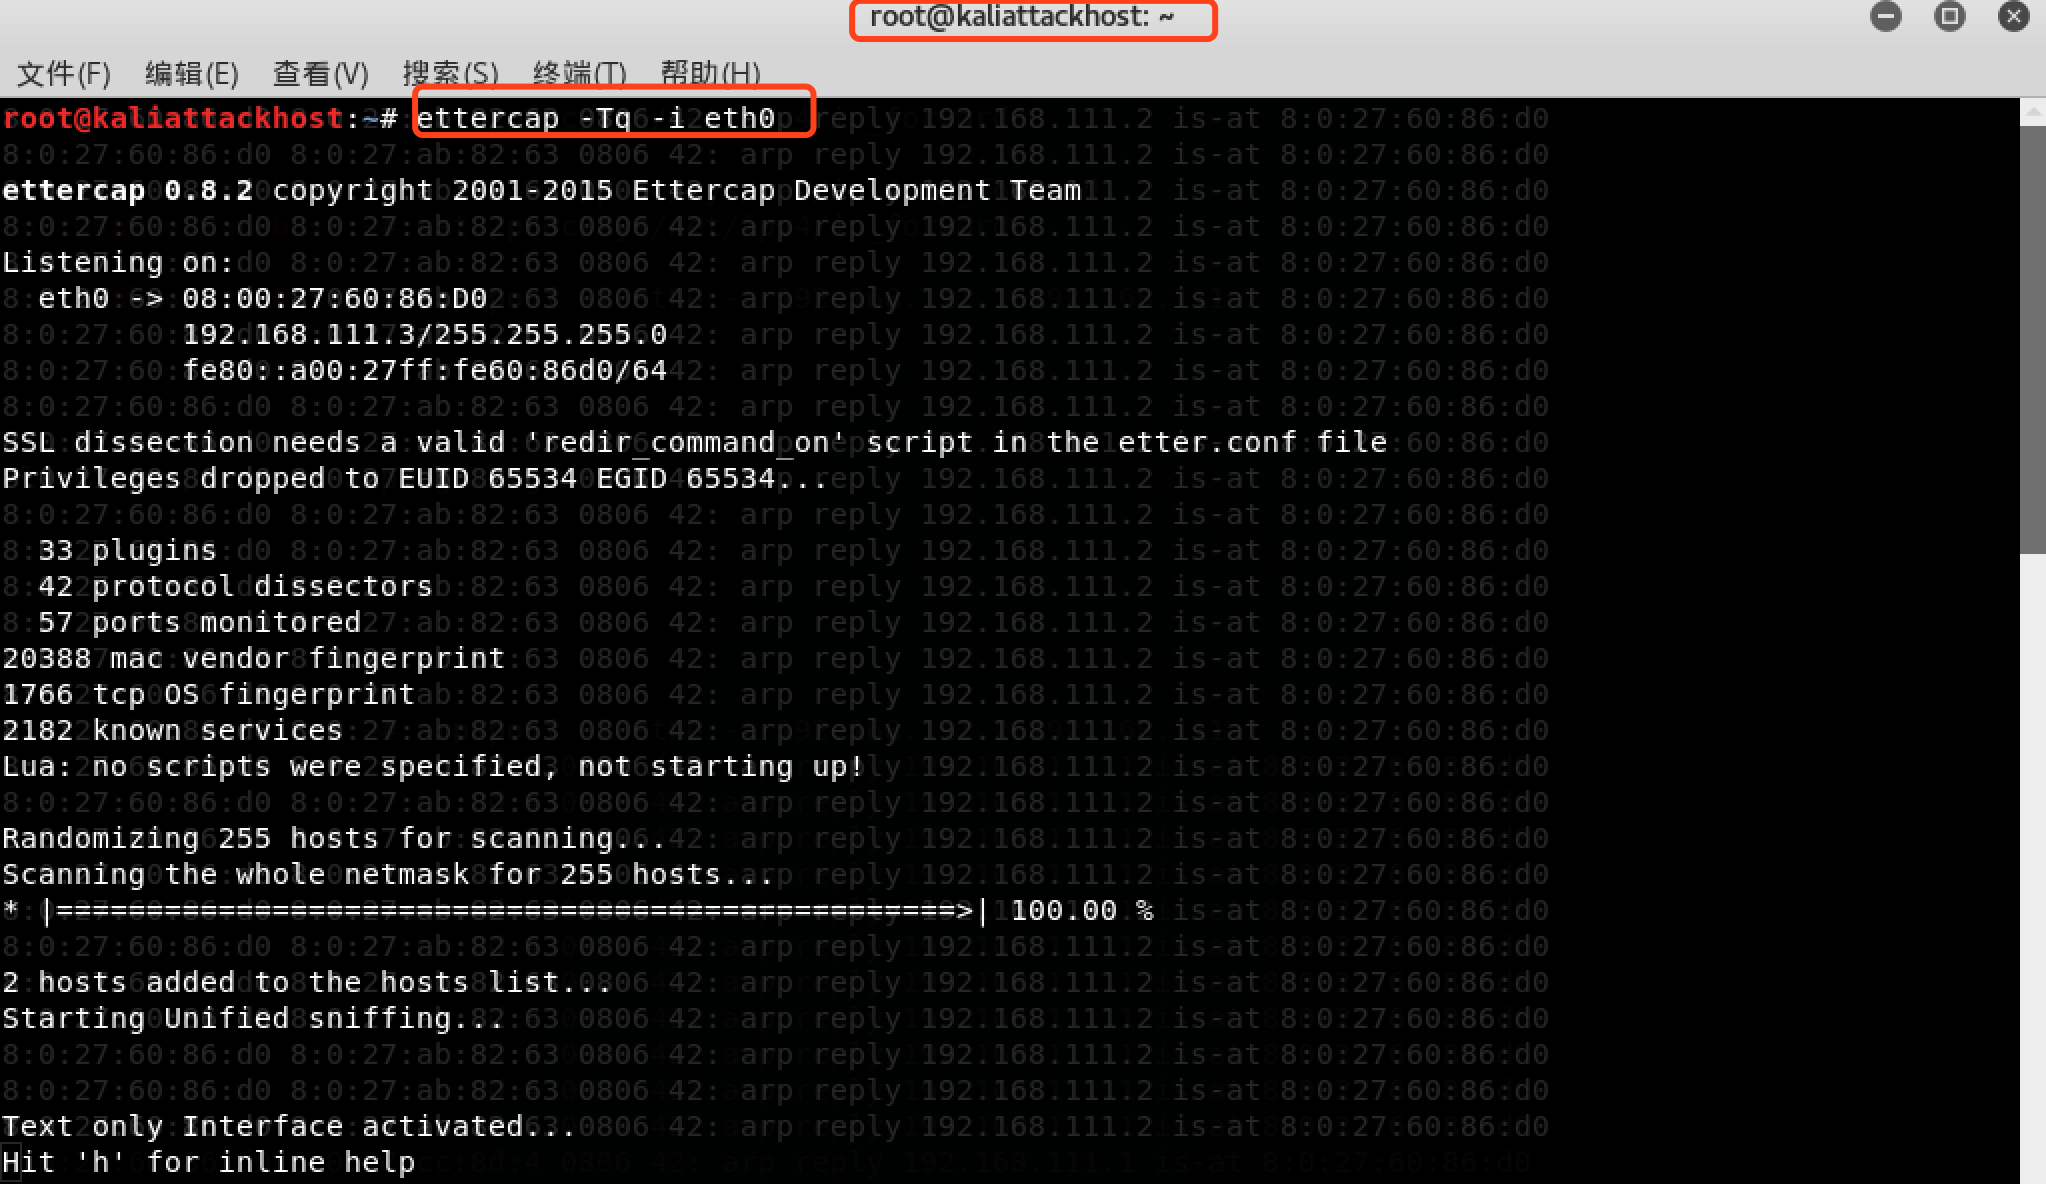 root@kaliattackhost: ~
文件(F) 编辑(E) 查看(V) 搜索(S) 终端(T) 帮助(H)
root@kaliattackhost:~# ettercap -Tq -i eth0
ettercap 0.8.2 copyright 2001-2015 Ettercap Development Team
Listening on:
eth0 -> 08:00:27:60:86:D0
192.168.111.3/255.255.255.0
fe80::a00:27ff:fe60:86d0/64
SSL dissection needs a valid 'redir_command_on' script in the etter.conf file
Privileges dropped to EUID 65534 EGID 65534...
33 plugins
42 protocol dissectors
57 ports monitored
20388 mac vendor fingerprint
1766 tcp OS fingerprint
2182 known services
Lua: no scripts were specified, not starting up!
Randomizing 255 hosts for scanning...
Scanning the whole netmask for 255 hosts...
* |==================================================>| 100.00 %
2 hosts added to the hosts list...
Starting Unified sniffing...
Text only Interface activated...
Hit 'h' for inline help